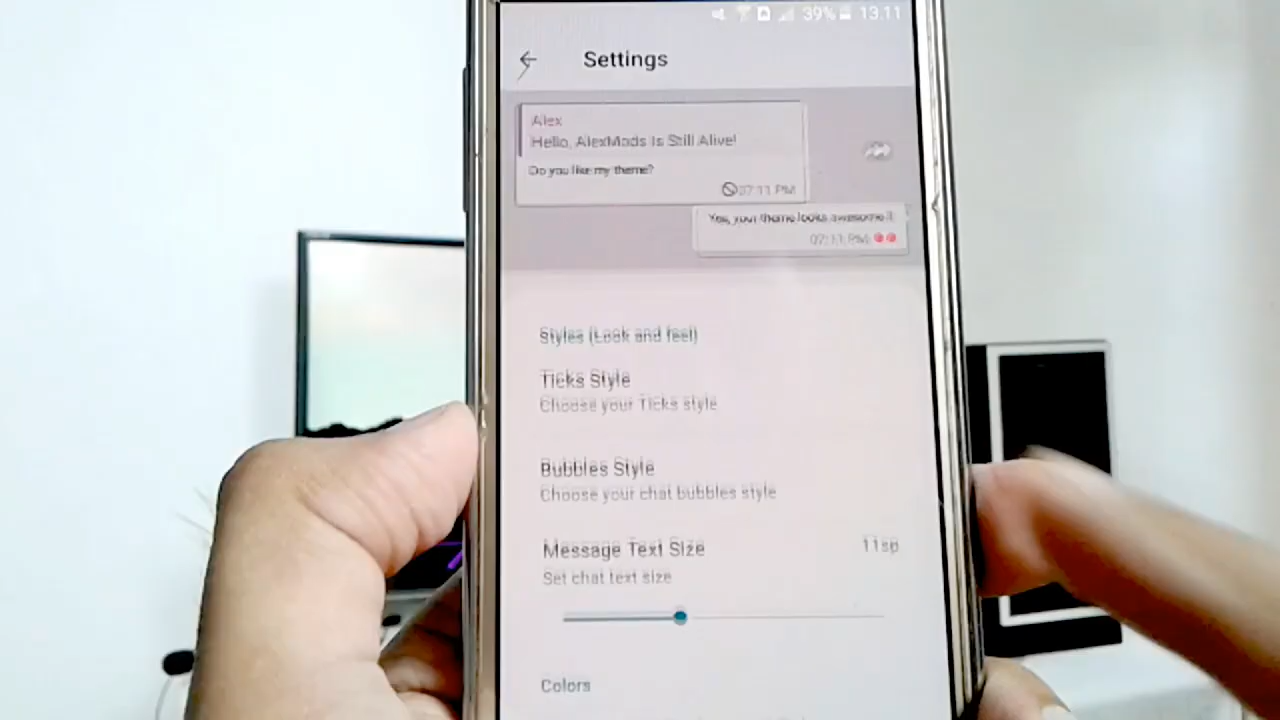 39% 13.11
Settings
Alex
Hello, AlexMods Is Still Alive!
Do you like my theme?
07:11 PM
Yes, your theme looks awesome!!
07:11 PM
Styles (Look and feel)
Ticks Style
Choose your Ticks style
Bubbles Style
Choose your chat bubbles style
Message Text Size
11sp
Set chat text size
Colors